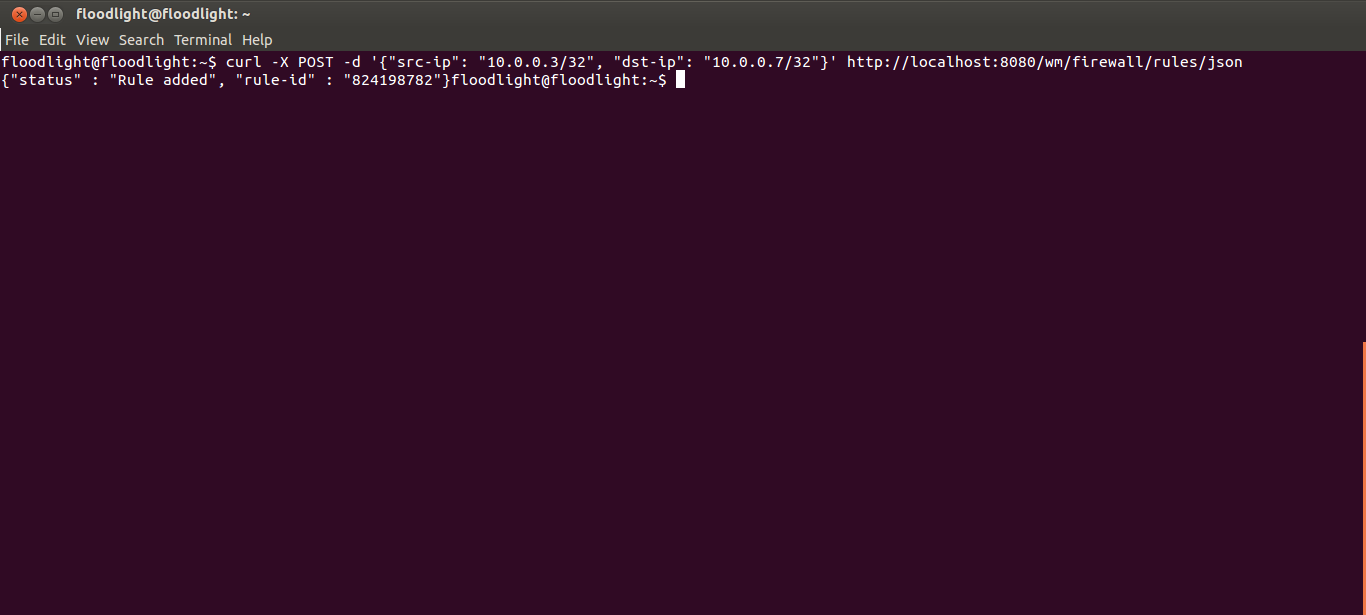 floodlight@floodlight: ~
File Edit View Search Terminal Help
floodlight@floodlight:~$ curl -X POST -d '{"src-ip": "10.0.0.3/32", "dst-ip": "10.0.0.7/32"}' http://localhost:8080/wm/firewall/rules/json
{"status" : "Rule added", "rule-id" : "824198782"}floodlight@floodlight:~$